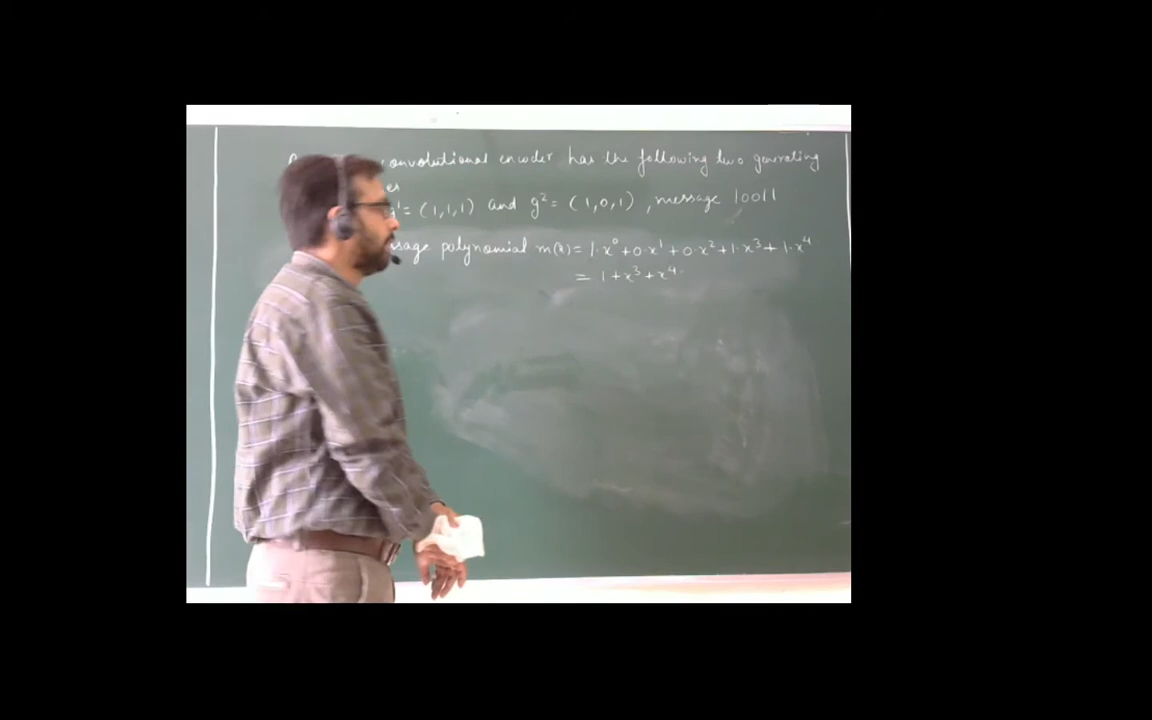 convolutional encoder has the following two generating
g¹ = (1,1,1) and g² = (1,0,1), message 10011
polynomial m(x) = 1·x⁰ + 0·x¹ + 0·x² + 1·x³ + 1·x⁴
= 1 + x³ + x⁴